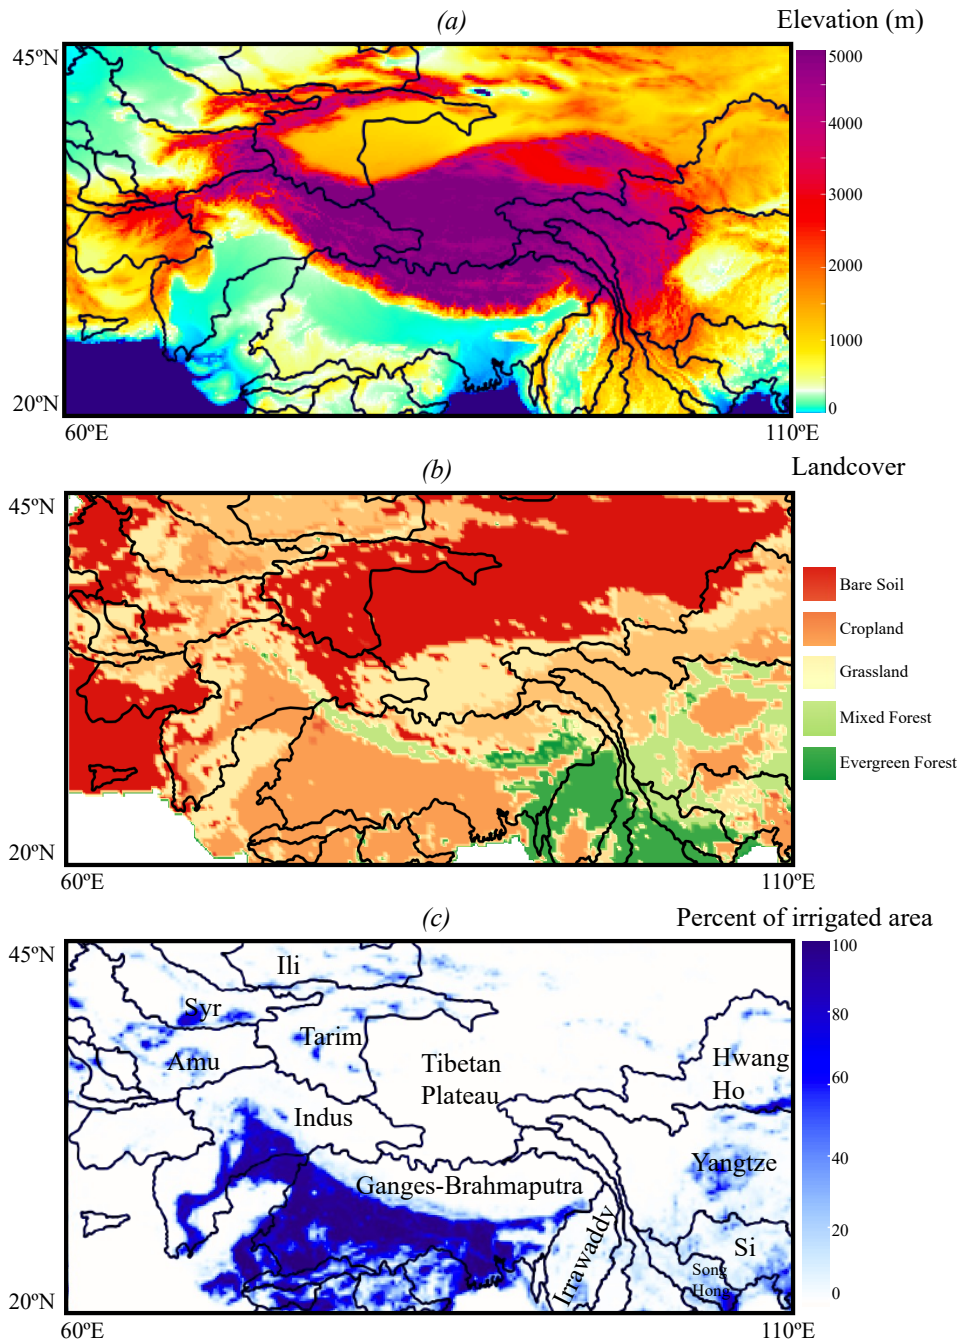 (a)
Elevation (m)
45ºN
5000
4000
3000
2000
1000
0
20ºN
60ºE
110ºE
(b)
Landcover
45ºN
Bare Soil
Cropland
Grassland
Mixed Forest
Evergreen Forest
20ºN
60ºE
110ºE
(c)
Percent of irrigated area
45ºN
100
Ili
Syr
80
Tarim
Amu
Tibetan
Plateau
Hwang
Ho
60
Indus
Yangtze
40
Ganges-Brahmaputra
Irrawaddy
20
Si
Song
Hong
0
20ºN
60ºE
110ºE